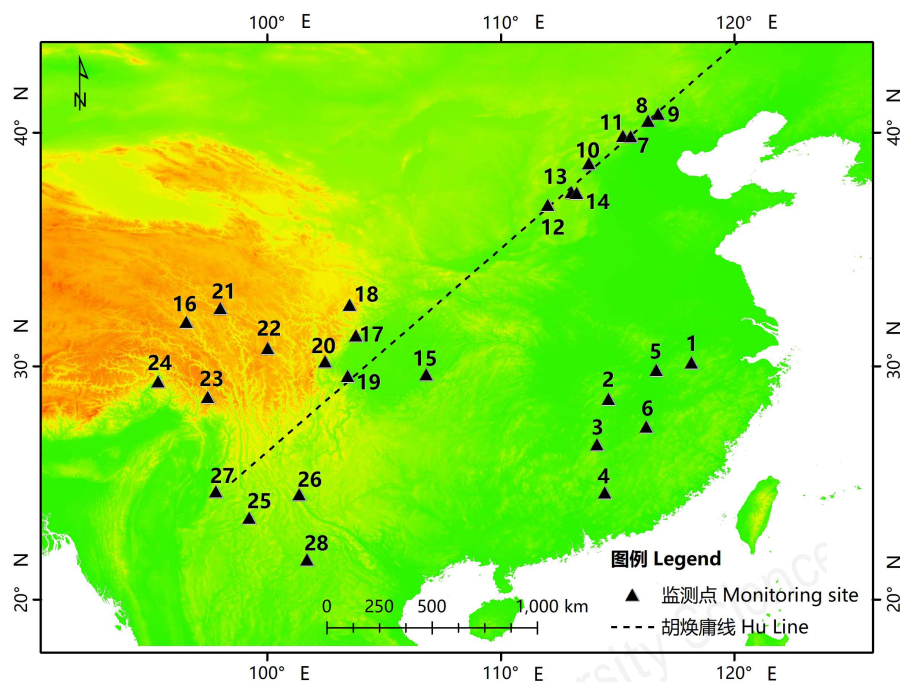 100° E 110° E 120° E
N
40° N
40° N
30° N
30° N
20° N
20° N
8
9
11
7
10
13
14
12
16
21
18
22
17
20
15
24
23
19
1
5
2
6
3
4
27
26
25
28
图例 Legend
监测点 Monitoring site
胡焕庸线 Hu Line
0 250 500 1,000 km
100° E 110° E 120° E